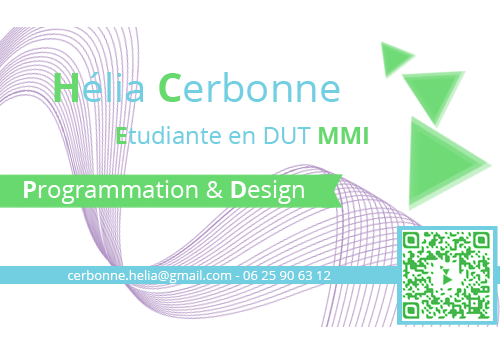 Hélia Cerbonne
Etudiante en DUT MMI
Programmation & Design
cerbonne.helia@gmail.com - 06 25 90 63 12